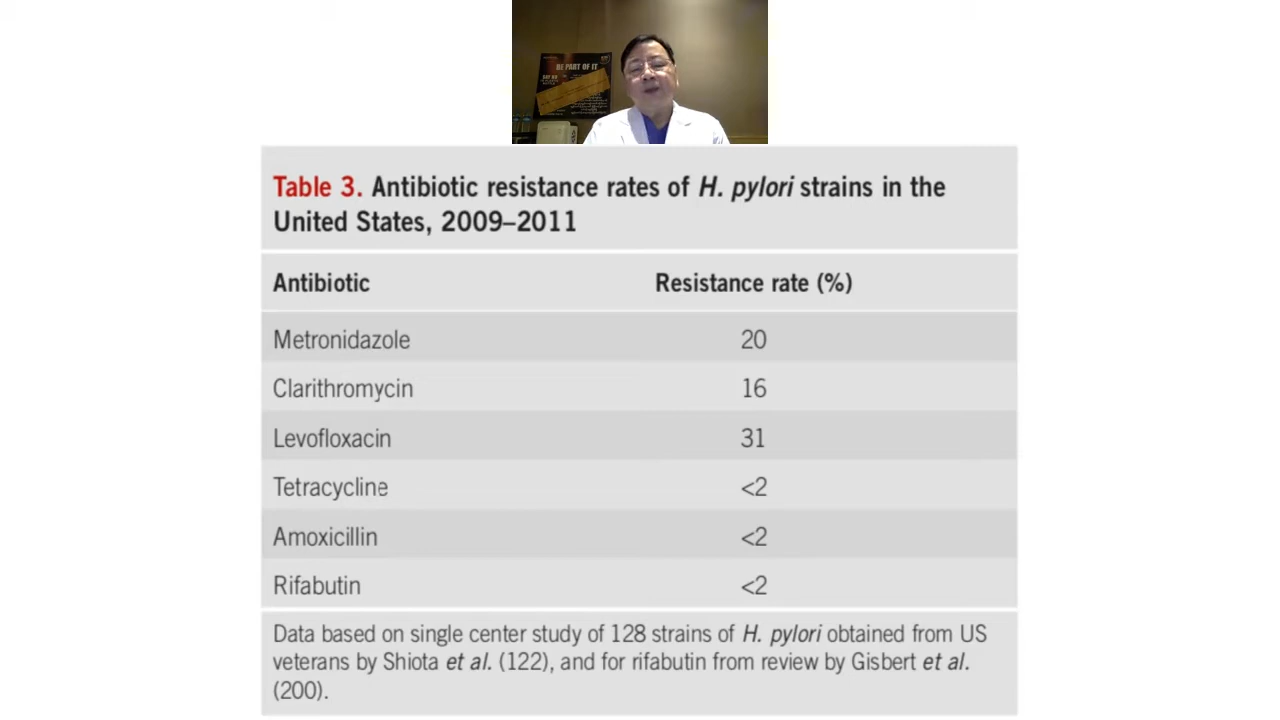 BE PART OF IT
Table 3. Antibiotic resistance rates of H. pylori strains in the
United States, 2009–2011
Antibiotic Resistance rate (%)
Metronidazole 20
Clarithromycin 16
Levofloxacin 31
Tetracycline <2
Amoxicillin <2
Rifabutin <2
Data based on single center study of 128 strains of H. pylori obtained from US
veterans by Shiota et al. (122), and for rifabutin from review by Gisbert et al.
(200).